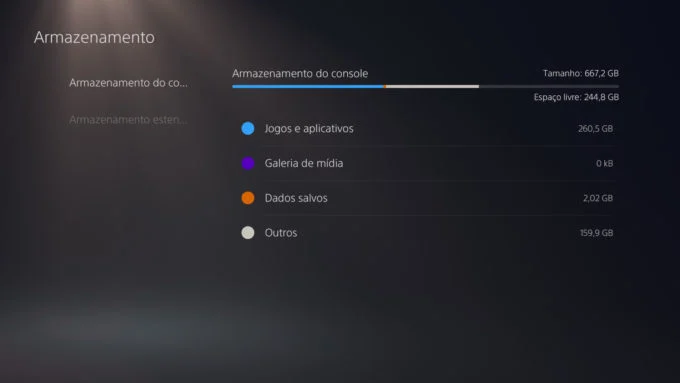 Armazenamento
Armazenamento do co...
Armazenamento esten...
Armazenamento do console
Tamanho: 667,2 GB
Espaço livre: 244,8 GB
Jogos e aplicativos 260,5 GB
Galeria de mídia 0 kB
Dados salvos 2,02 GB
Outros 159,9 GB